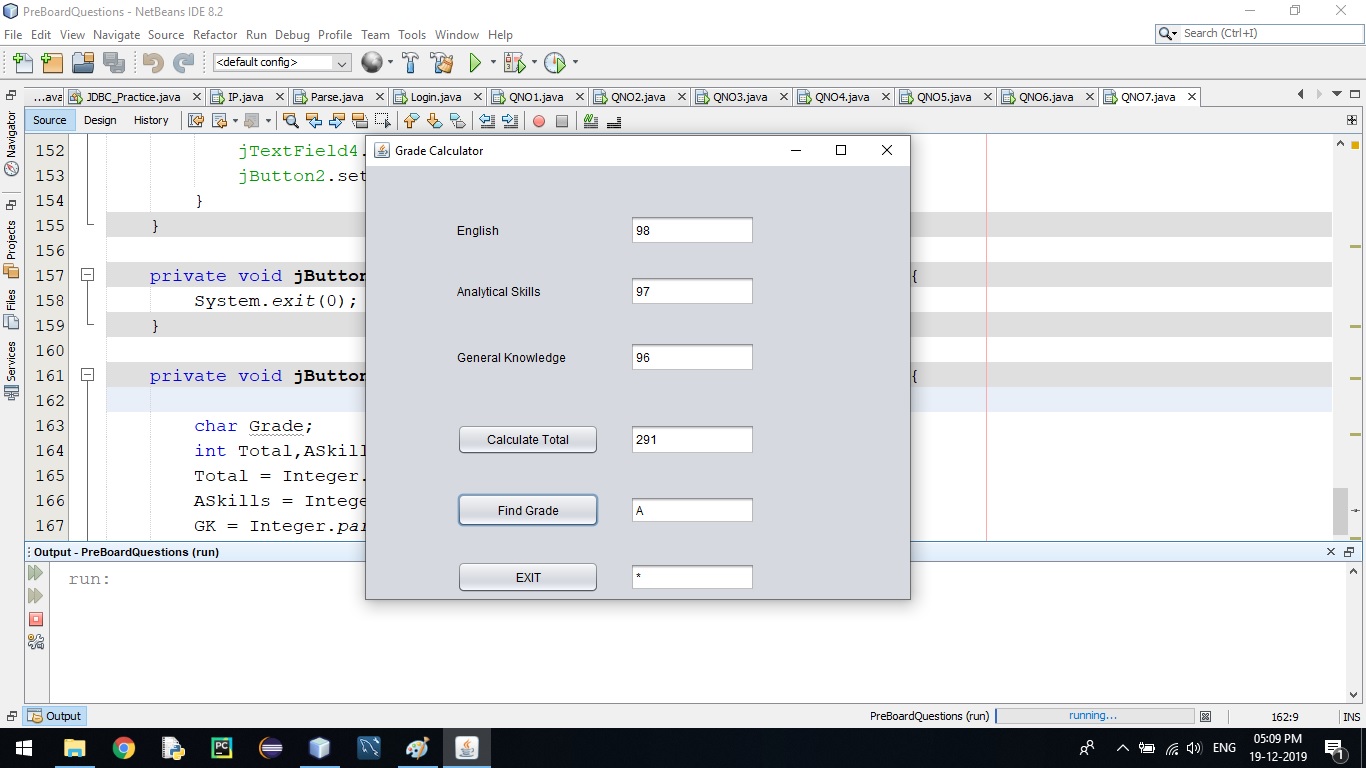 PreBoardQuestions - NetBeans IDE 8.2
File Edit View Navigate Source Refactor Run Debug Profile Team Tools Window Help
Search (Ctrl+I)
<default config>
...ava JDBC_Practice.java IP.java Parse.java Login.java QNO1.java QNO2.java QNO3.java QNO4.java QNO5.java QNO6.java QNO7.java
Source Design History
Navigator
Projects
Files
Services
152 jTextField4.
153 jButton2.set
154 }
155 }
156
157 private void jButton {
158 System.exit(0);
159 }
160
161 private void jButton {
162
163 char Grade;
164 int Total,ASkill
165 Total = Integer.
166 ASkills = Intege
167 GK = Integer.par
Grade Calculator
English 98
Analytical Skills 97
General Knowledge 96
Calculate Total 291
Find Grade A
EXIT *
Output - PreBoardQuestions (run)
run:
Output
PreBoardQuestions (run) running... 162:9 INS
PC
ENG
05:09 PM
19-12-2019
1